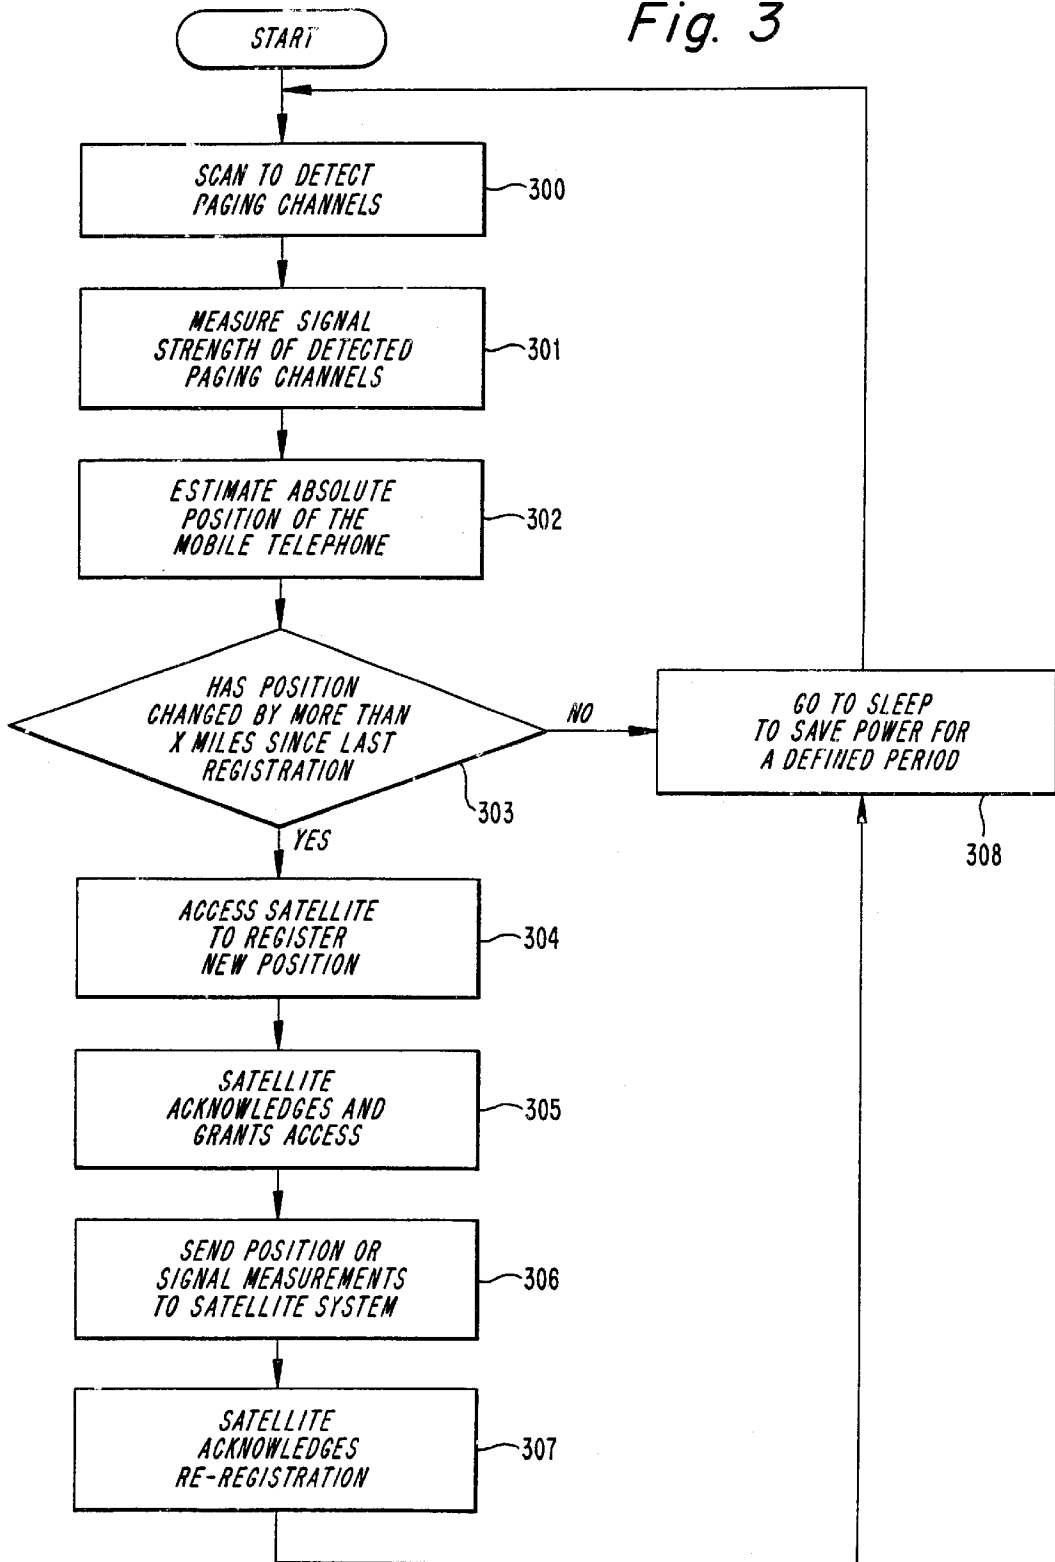 Fig. 3
START
SCAN TO DETECT
PAGING CHANNELS
300
MEASURE SIGNAL
STRENGTH OF DETECTED
PAGING CHANNELS
301
ESTIMATE ABSOLUTE
POSITION OF THE
MOBILE TELEPHONE
302
HAS POSITION
CHANGED BY MORE THAN
X MILES SINCE LAST
REGISTRATION
303
NO
GO TO SLEEP
TO SAVE POWER FOR
A DEFINED PERIOD
308
YES
ACCESS SATELLITE
TO REGISTER
NEW POSITION
304
SATELLITE
ACKNOWLEDGES AND
GRANTS ACCESS
305
SEND POSITION OR
SIGNAL MEASUREMENTS
TO SATELLITE SYSTEM
306
SATELLITE
ACKNOWLEDGES
RE-REGISTRATION
307